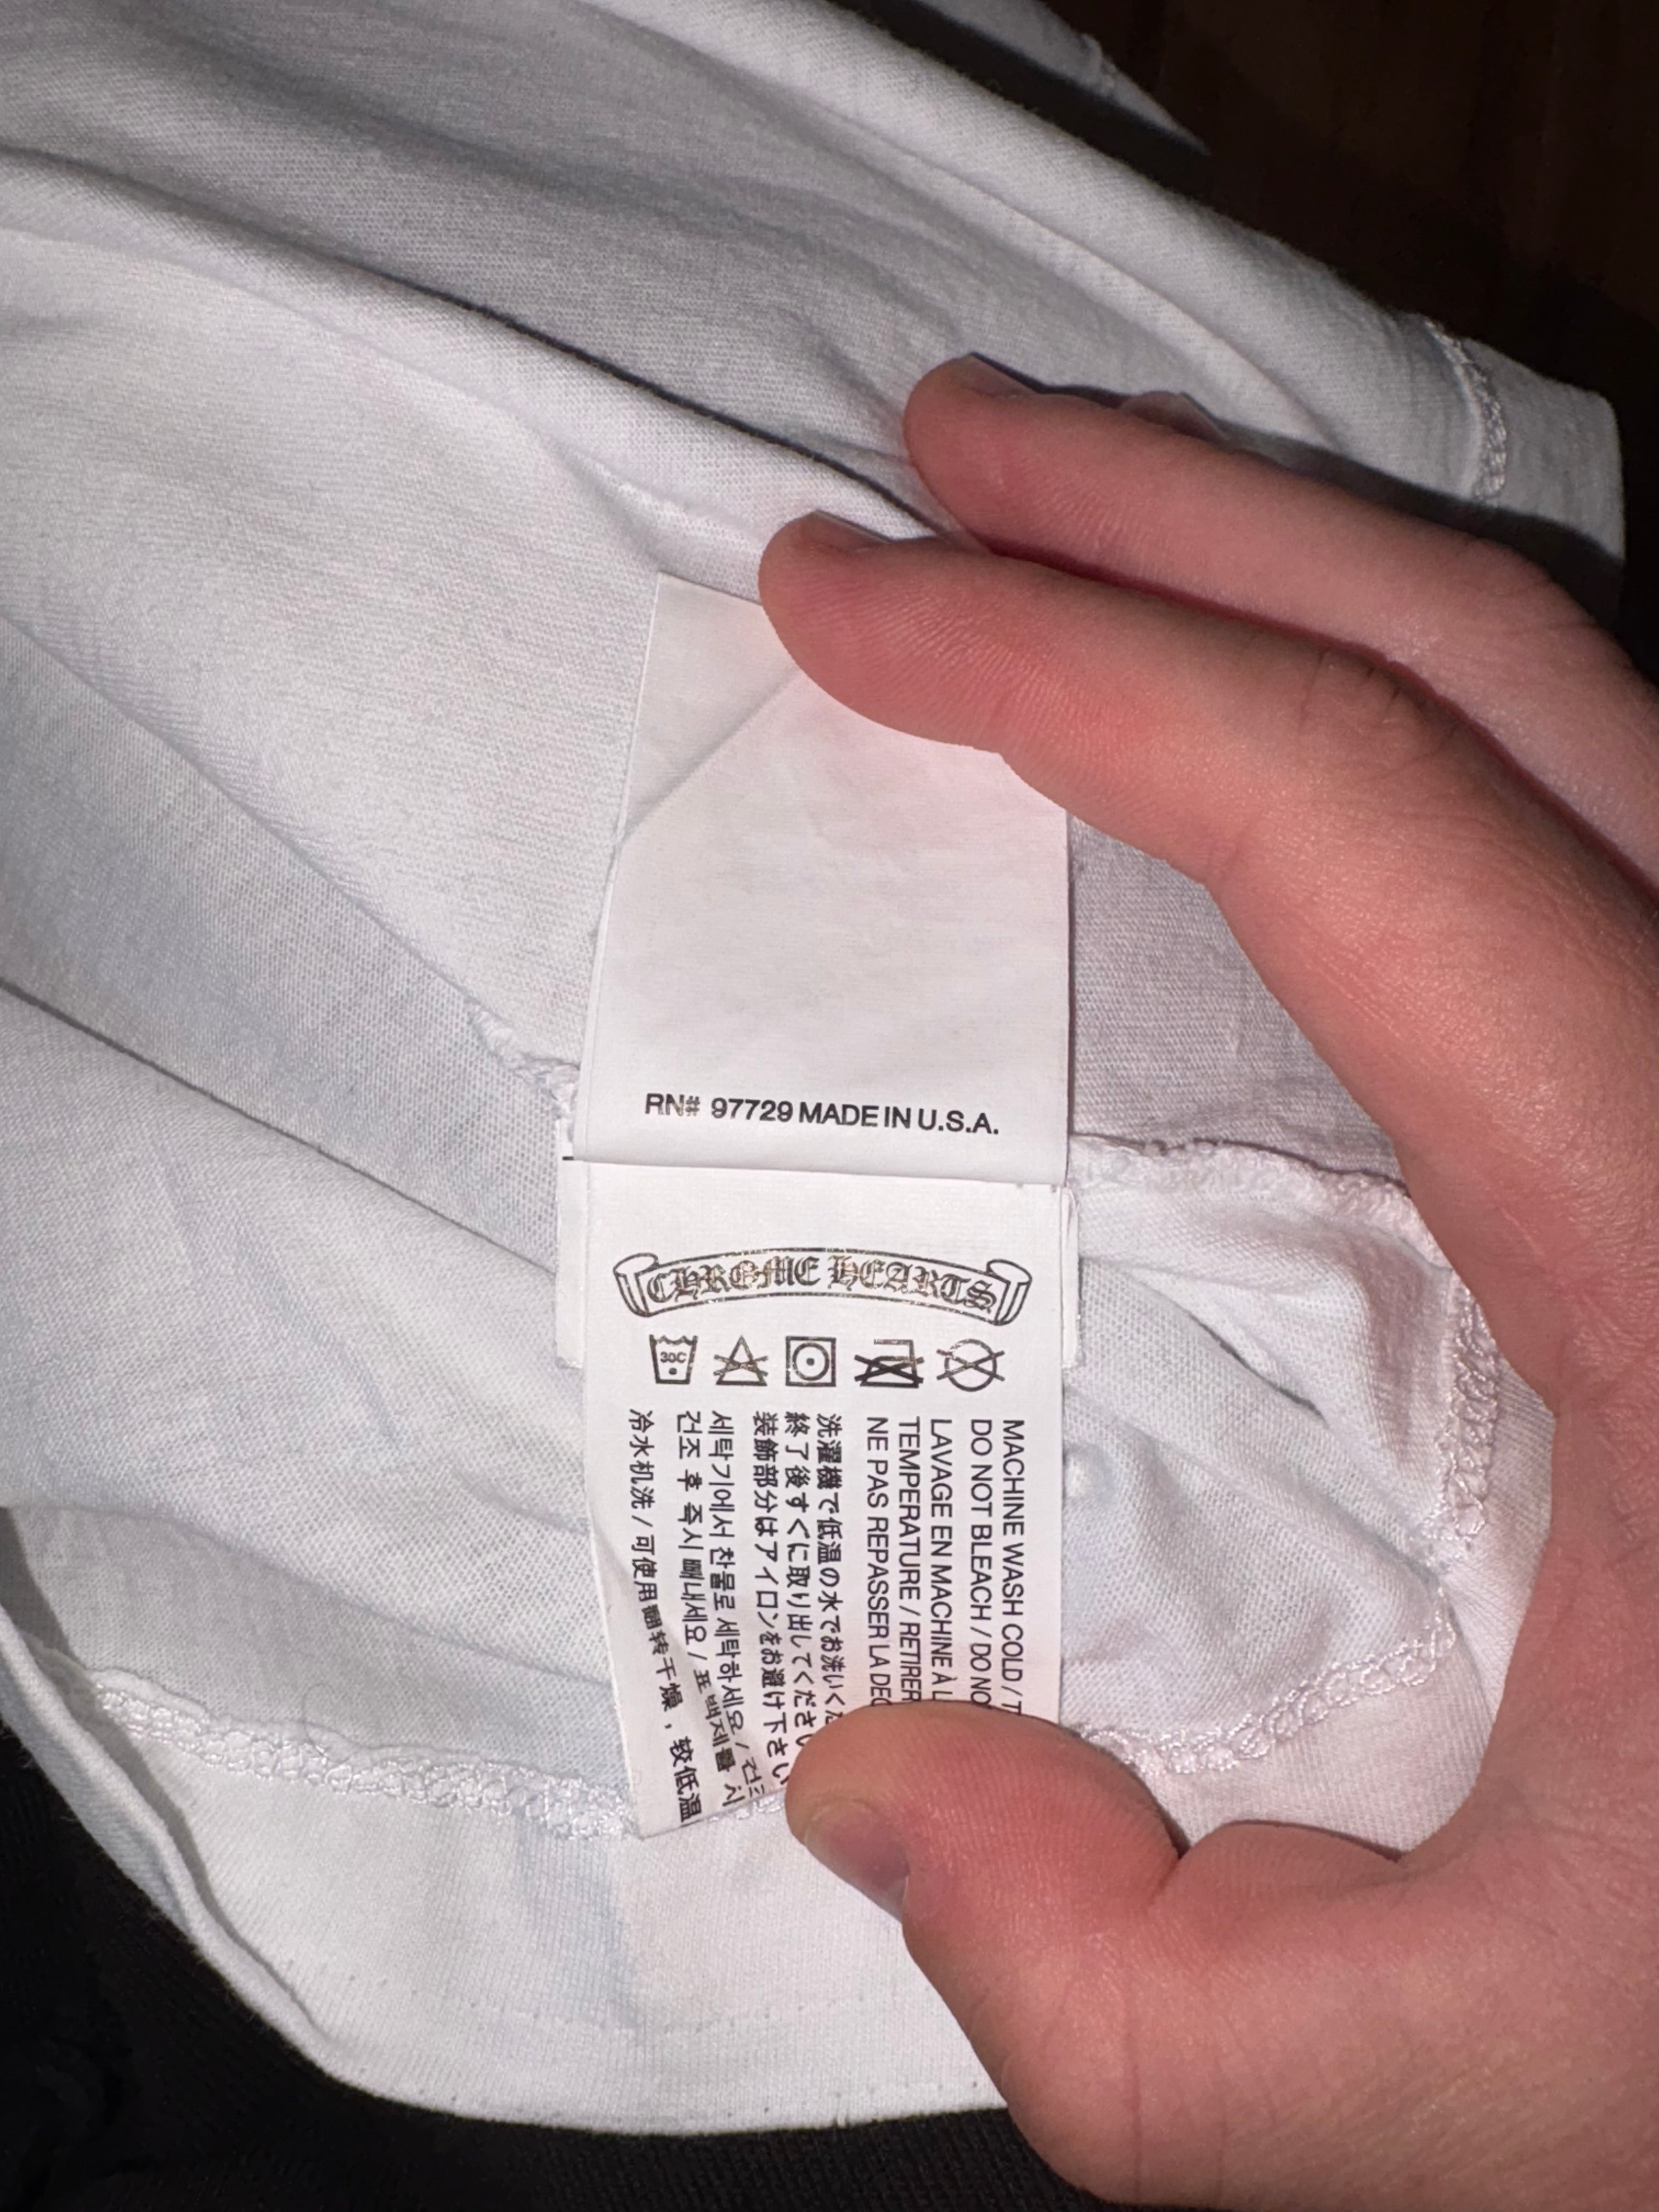 RN# 97729 MADE IN U.S.A.
CHROME HEARTS
30C
MACHINE WASH COLD /
DO NOT BLEACH / DO
LAVAGE EN MACHINE À
TEMPERATURE / RETIRER
NE PAS REPASSER LA
洗濯機で低温の水でお洗いく
終了後すぐに取り出してくださ
装飾部分はアイロンをお避け下さい
세탁기에서 찬물로 세탁하세요 /
건조 후 즉시 빼내세요 / 표백제를
冷水机洗 / 可使用翻转干燥，较低温